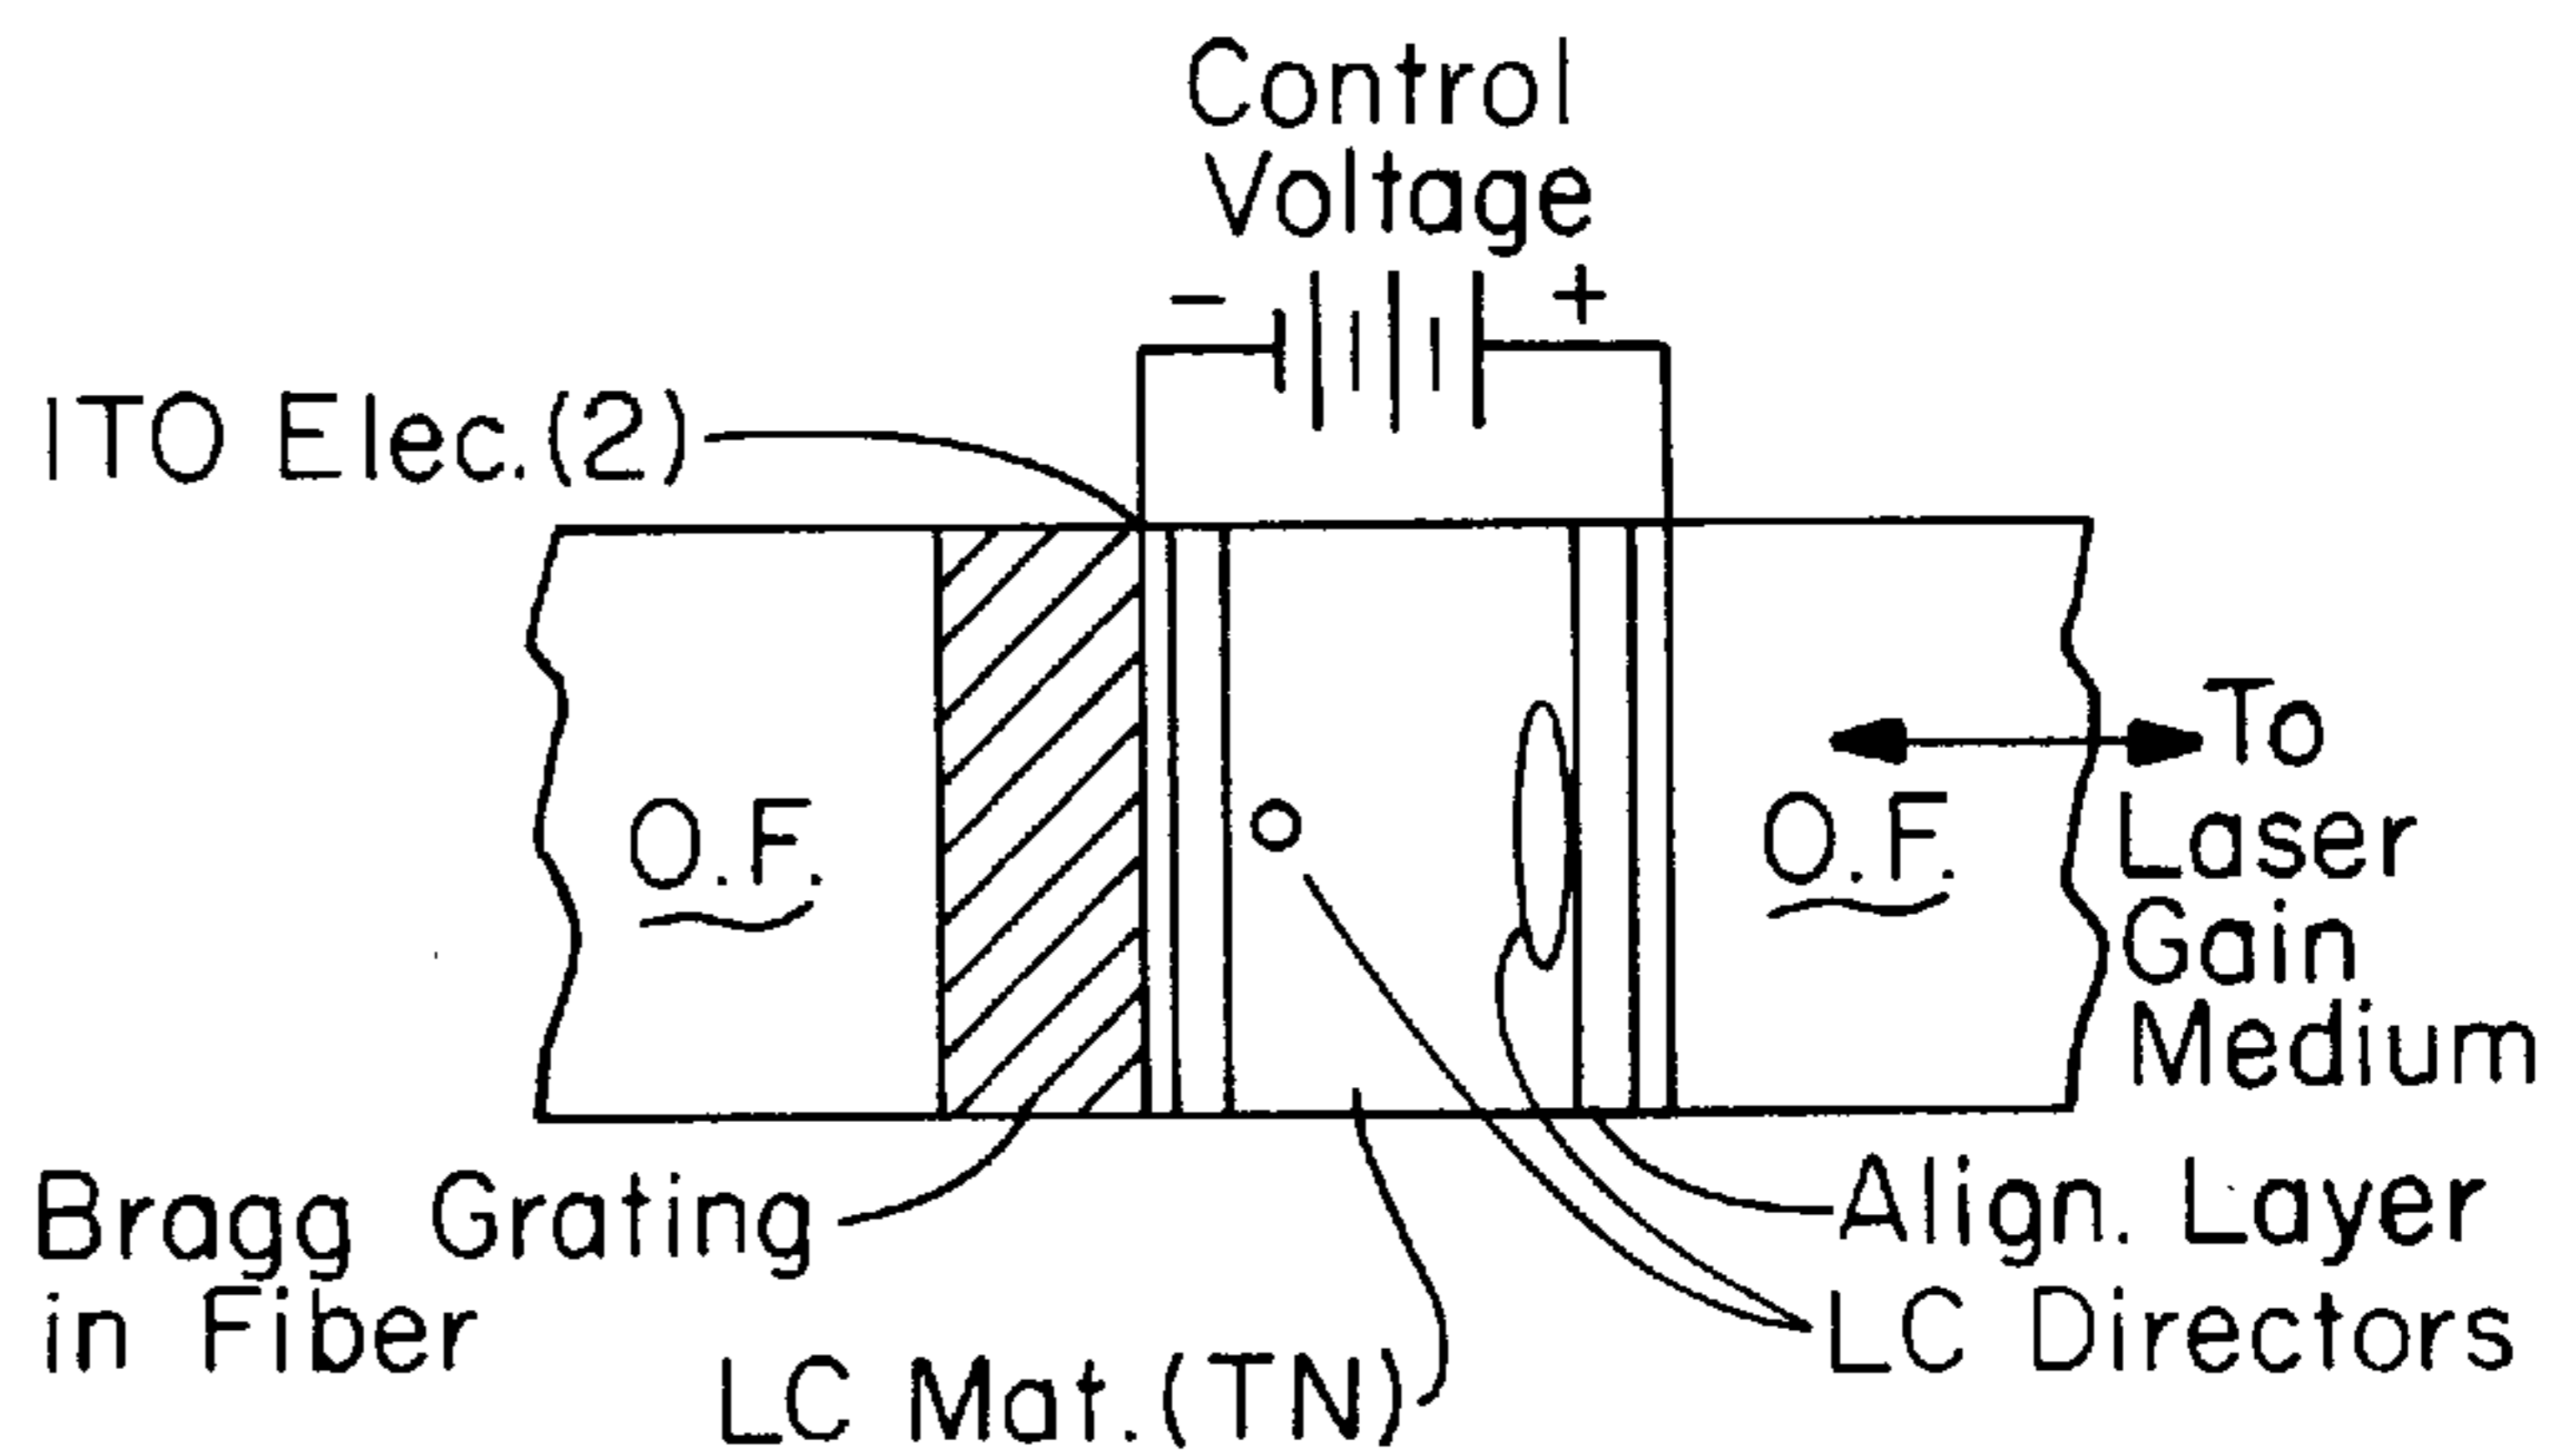 Control
Voltage
- +
ITO Elec.(2)
O.F.
O.F.
To
Laser
Gain
Medium
Bragg Grating
in Fiber
Align. Layer
LC Directors
LC Mat.(TN)